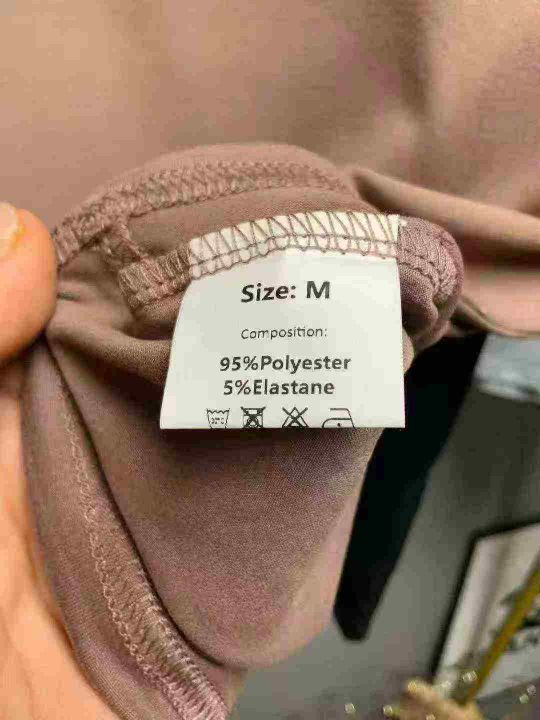 Size: M
Composition:
95%Polyester
5%Elastane